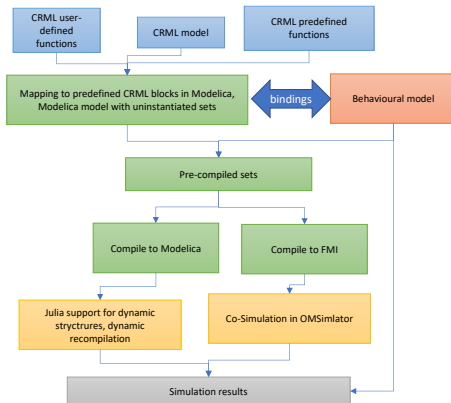 CRML user-
defined
functions
CRML model
CRML predefined
functions
Mapping to predefined CRML blocks in Modelica,
Modelica model with uninstantiated sets
bindings
Behavioural model
Pre-compiled sets
Compile to Modelica
Compile to FMI
Julia support for dynamic
stryctrures, dynamic
recompilation
Co-Simulation in OMSimlator
Simulation results